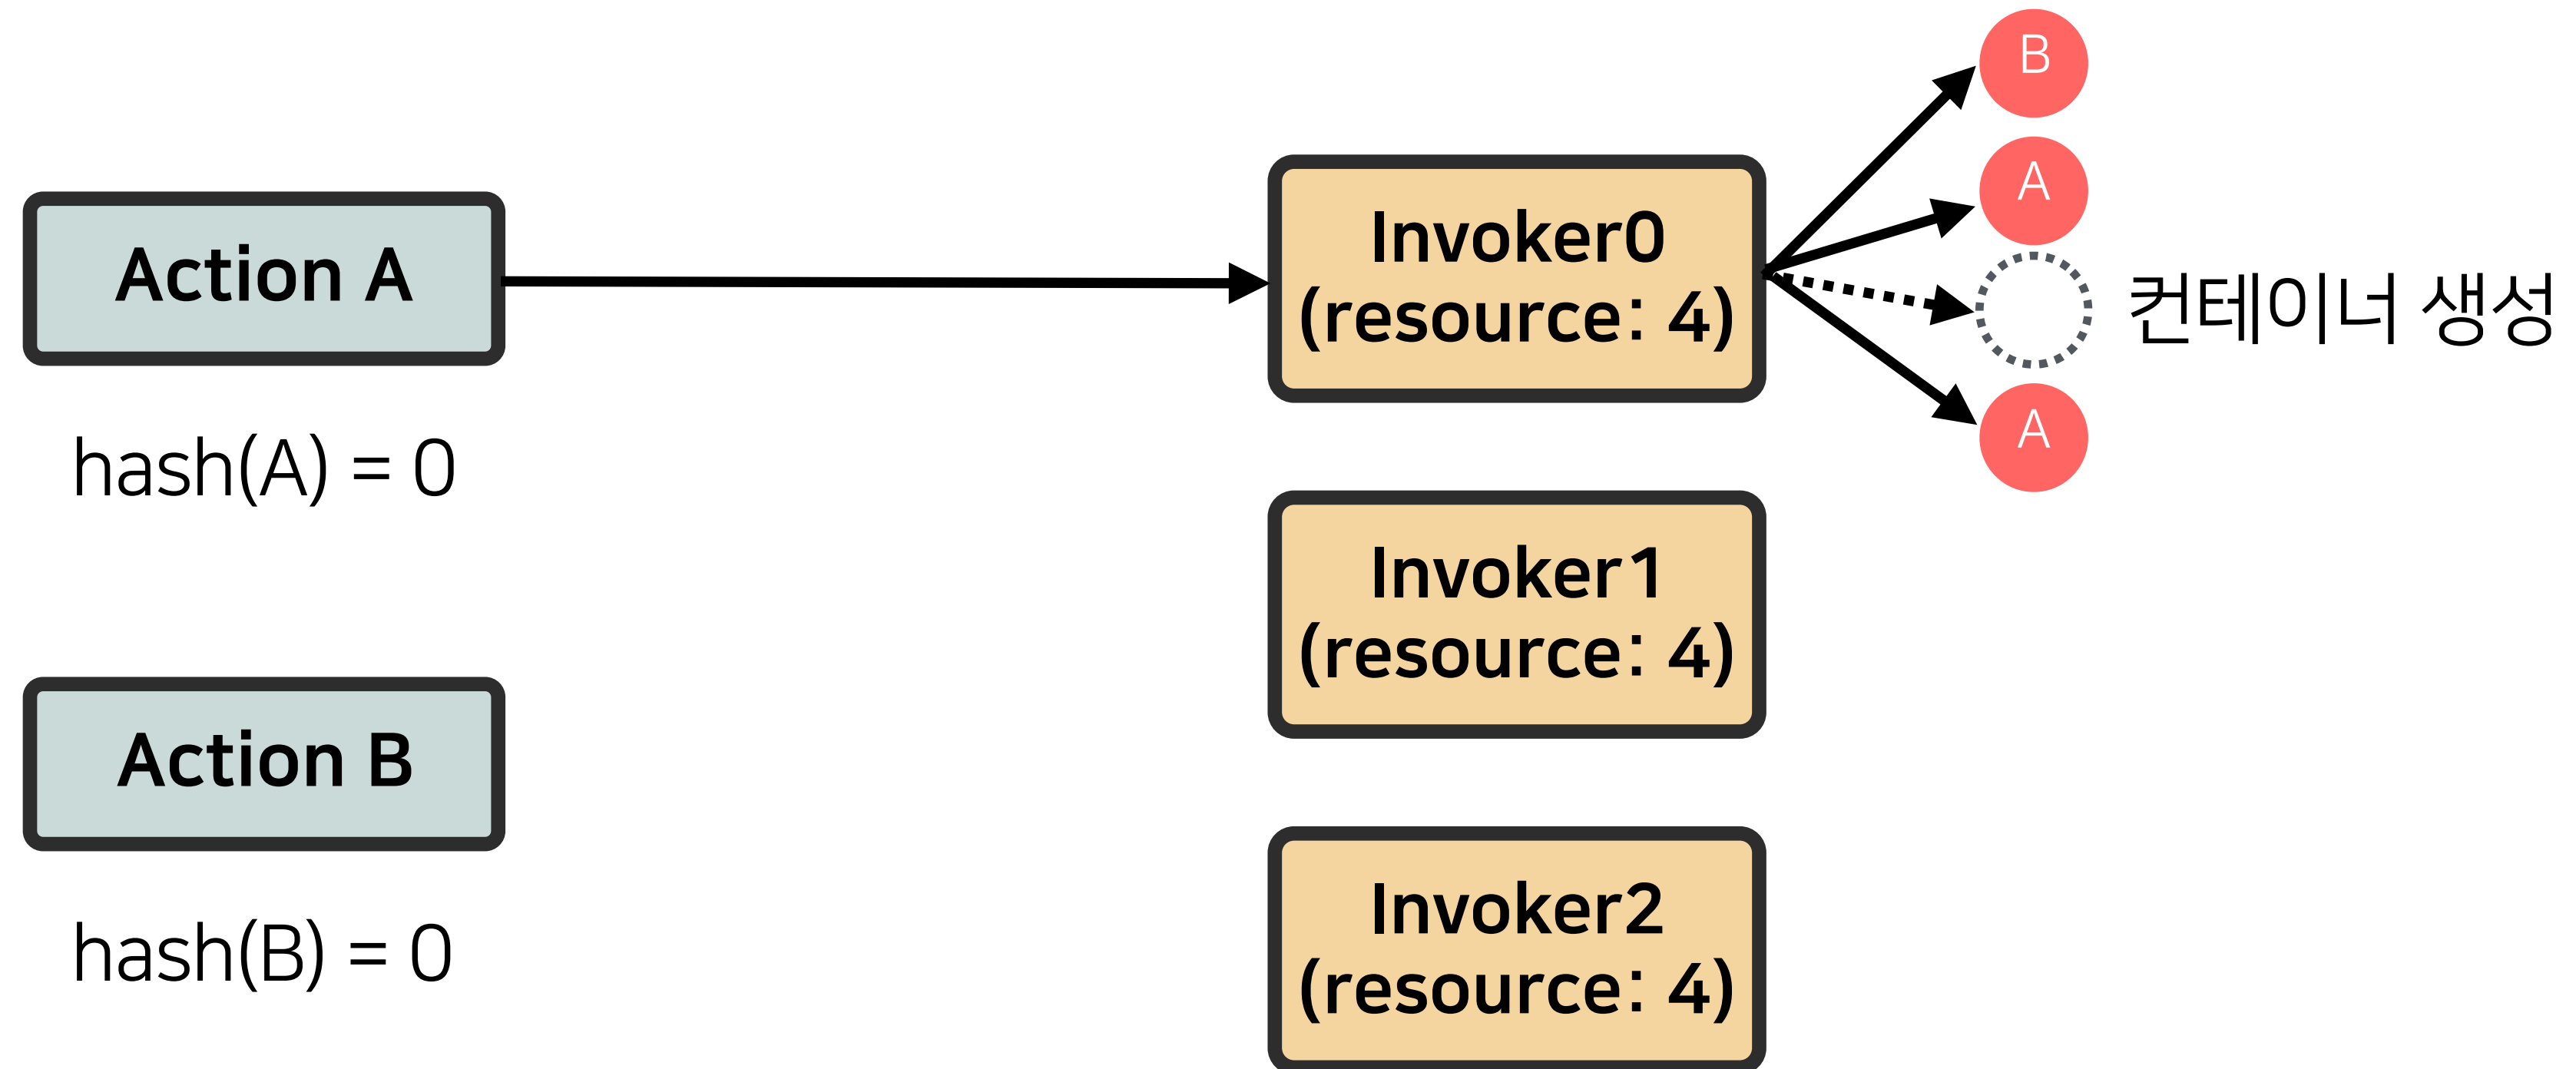 Action A
hash(A) = 0
Action B
hash(B) = 0
Invoker0
(resource: 4)
Invoker1
(resource: 4)
Invoker2
(resource: 4)
B
A
컨테이너 생성
A